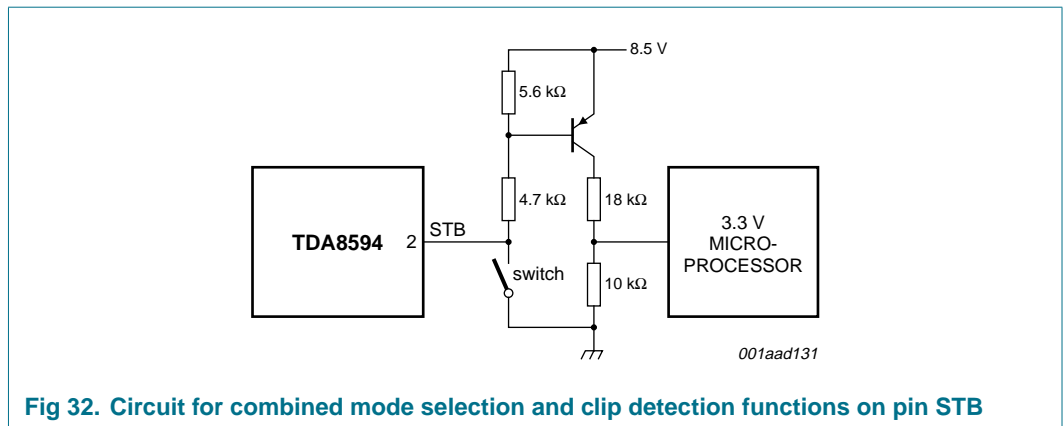 8.5 V
5.6 kΩ
4.7 kΩ
18 kΩ
TDA8594
2
STB
3.3 V
MICRO-
PROCESSOR
switch
10 kΩ
001aad131
Fig 32. Circuit for combined mode selection and clip detection functions on pin STB